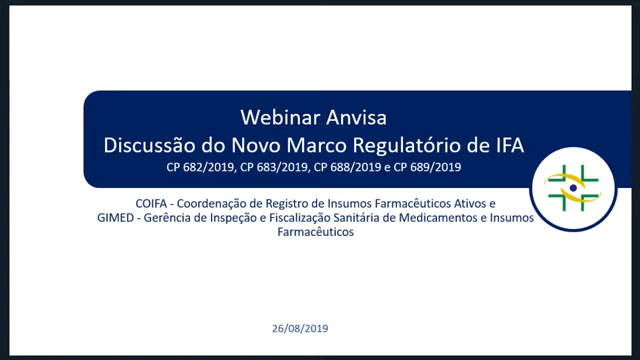 Webinar Anvisa
Discussão do Novo Marco Regulatório de IFA
CP 682/2019, CP 683/2019, CP 688/2019 e CP 689/2019
COIFA - Coordenação de Registro de Insumos Farmacêuticos Ativos e
GIMED - Gerência de Inspeção e Fiscalização Sanitária de Medicamentos e Insumos
Farmacêuticos
26/08/2019